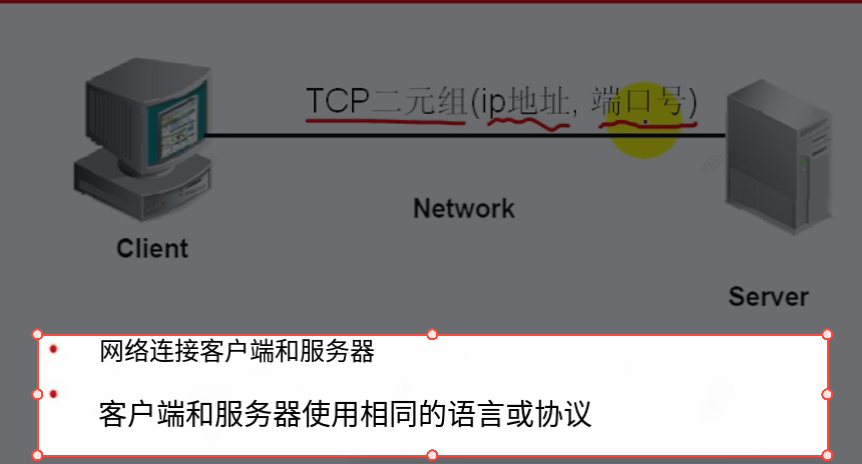 TCP二元组(ip地址, 端口号)
Network
Client
Server
• 网络连接客户端和服务器
• 客户端和服务器使用相同的语言或协议